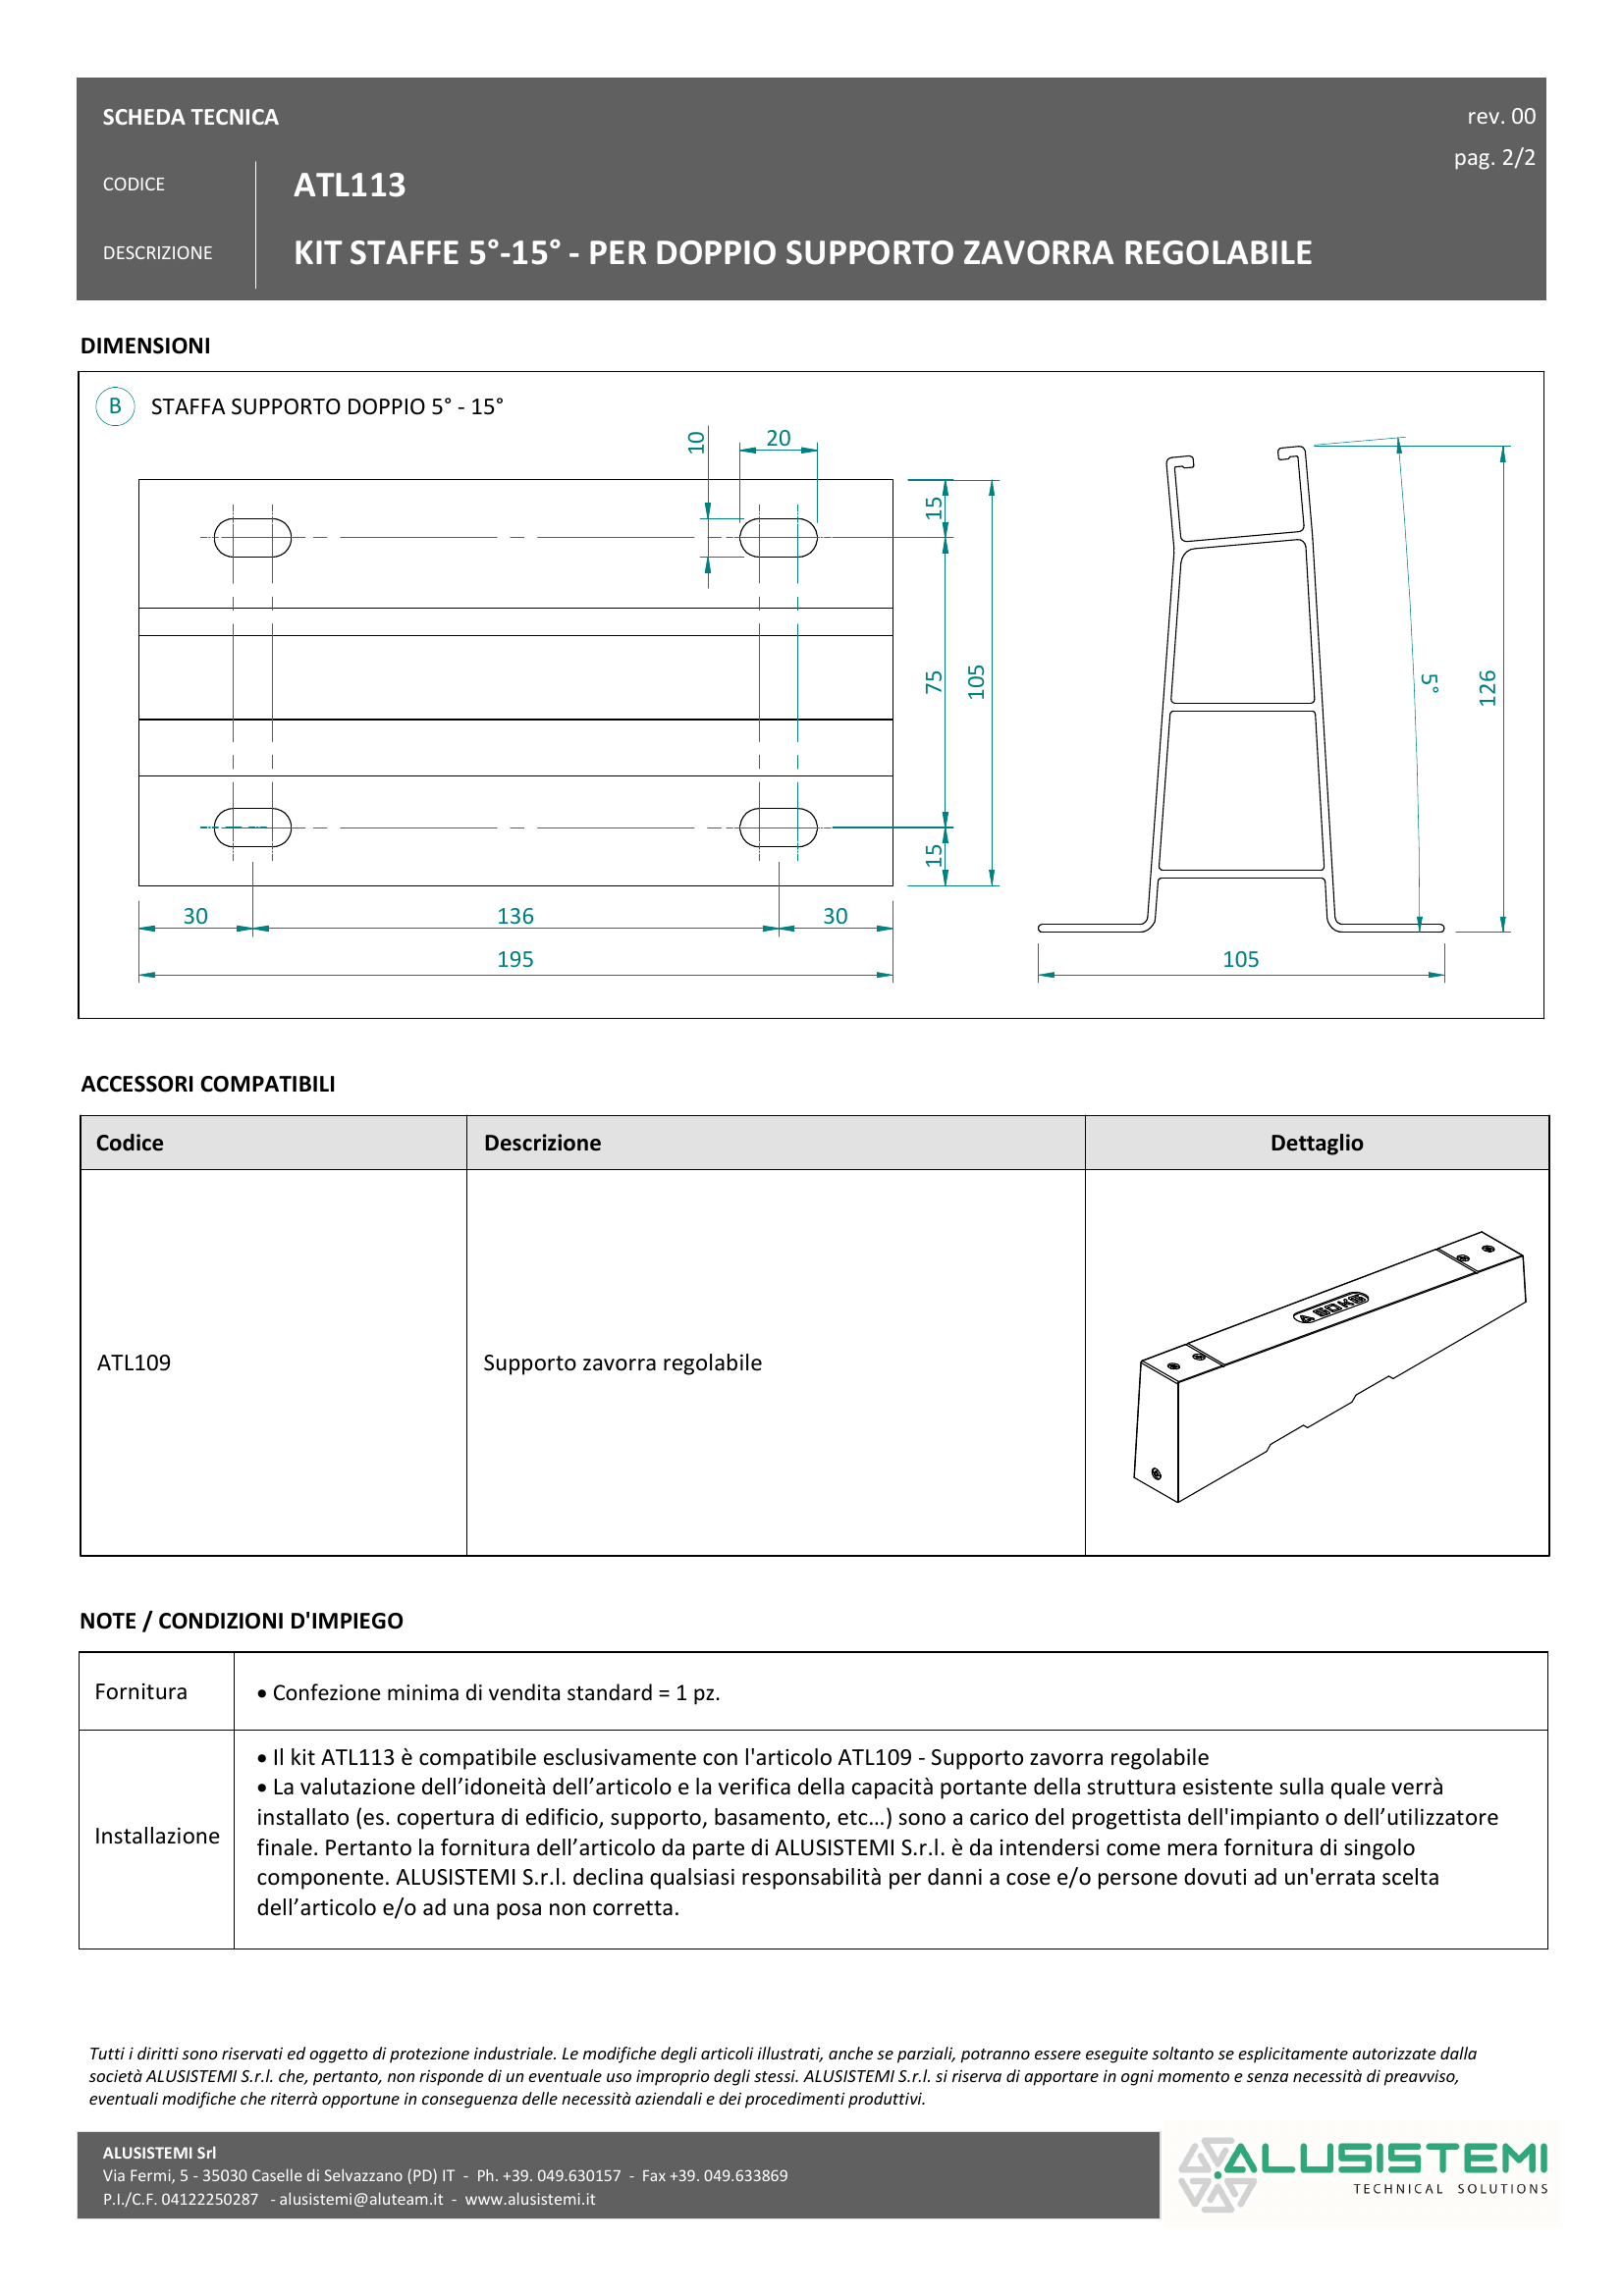 SCHEDA TECNICA
rev. 00
pag. 2/2
CODICE
ATL113
DESCRIZIONE
KIT STAFFE 5°-15° - PER DOPPIO SUPPORTO ZAVORRA REGOLABILE
DIMENSIONI
B STAFFA SUPPORTO DOPPIO 5° - 15°
10
20
15
75
105
15
30
136
30
195
5°
126
105
ACCESSORI COMPATIBILI
Codice
Descrizione
Dettaglio
ATL109
Supporto zavorra regolabile
50KG
NOTE / CONDIZIONI D'IMPIEGO
Fornitura
• Confezione minima di vendita standard = 1 pz.
Installazione
• Il kit ATL113 è compatibile esclusivamente con l'articolo ATL109 - Supporto zavorra regolabile
• La valutazione dell’idoneità dell’articolo e la verifica della capacità portante della struttura esistente sulla quale verrà
installato (es. copertura di edificio, supporto, basamento, etc…) sono a carico del progettista dell'impianto o dell’utilizzatore
finale. Pertanto la fornitura dell’articolo da parte di ALUSISTEMI S.r.l. è da intendersi come mera fornitura di singolo
componente. ALUSISTEMI S.r.l. declina qualsiasi responsabilità per danni a cose e/o persone dovuti ad un'errata scelta
dell’articolo e/o ad una posa non corretta.
Tutti i diritti sono riservati ed oggetto di protezione industriale. Le modifiche degli articoli illustrati, anche se parziali, potranno essere eseguite soltanto se esplicitamente autorizzate dalla
società ALUSISTEMI S.r.l. che, pertanto, non risponde di un eventuale uso improprio degli stessi. ALUSISTEMI S.r.l. si riserva di apportare in ogni momento e senza necessità di preavviso,
eventuali modifiche che riterrà opportune in conseguenza delle necessità aziendali e dei procedimenti produttivi.
ALUSISTEMI Srl
Via Fermi, 5 - 35030 Caselle di Selvazzano (PD) IT - Ph. +39. 049.630157 - Fax +39. 049.633869
P.I./C.F. 04122250287 - alusistemi@aluteam.it - www.alusistemi.it
ALUSISTEMI
TECHNICAL SOLUTIONS